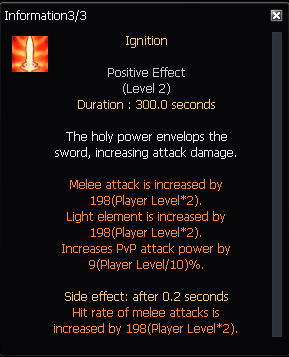 Information3/3
Ignition
Positive Effect
(Level 2)
Duration : 300.0 seconds
The holy power envelops the
sword, increasing attack damage.
Melee attack is increased by
198(Player Level*2).
Light element is increased by
198(Player Level*2).
Increases PvP attack power by
9(Player Level/10)%.
Side effect: after 0.2 seconds
Hit rate of melee attacks is
increased by 198(Player Level*2).